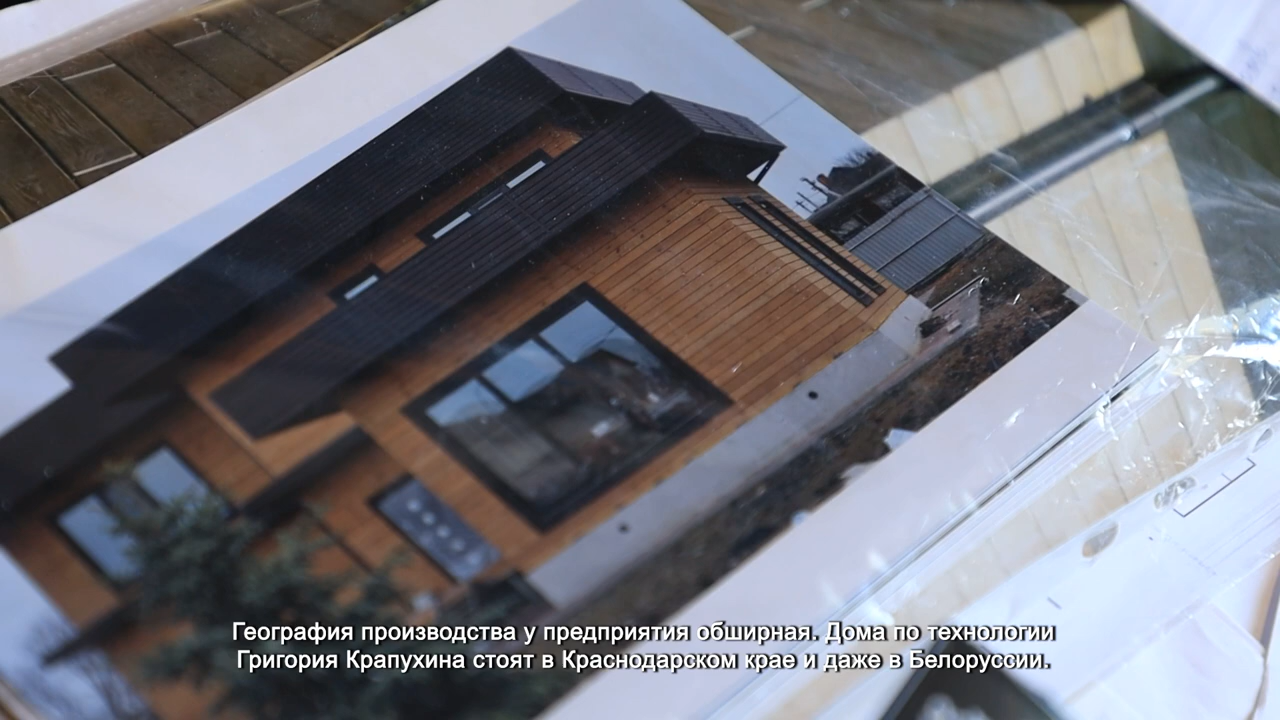 География производства у предприятия обширная. Дома по технологии
Григория Крапухина стоят в Краснодарском крае и даже в Белоруссии.